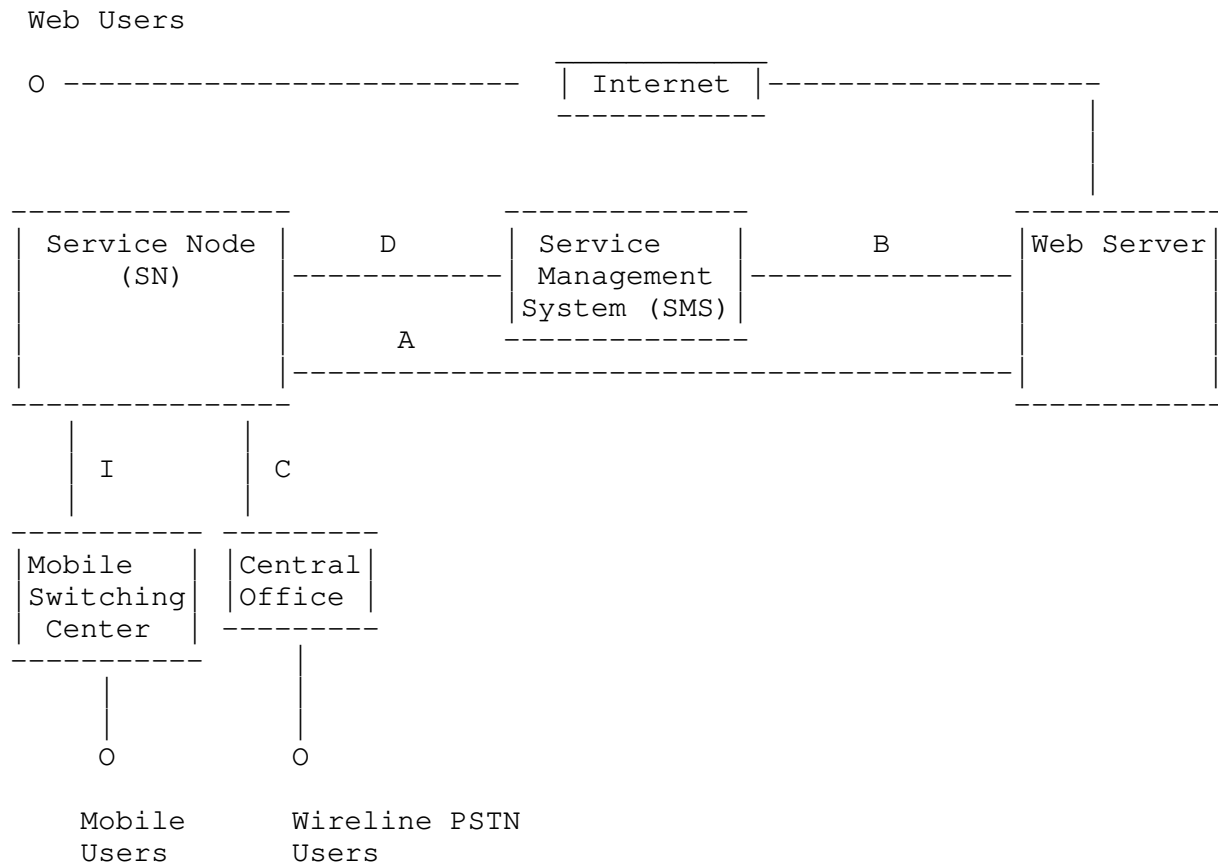 Web Users
O Internet
Service Node D Service B Web Server
(SN) Management
System (SMS)
A
I C
Mobile Central
Switching Office
Center
O O
Mobile Wireline PSTN
Users Users